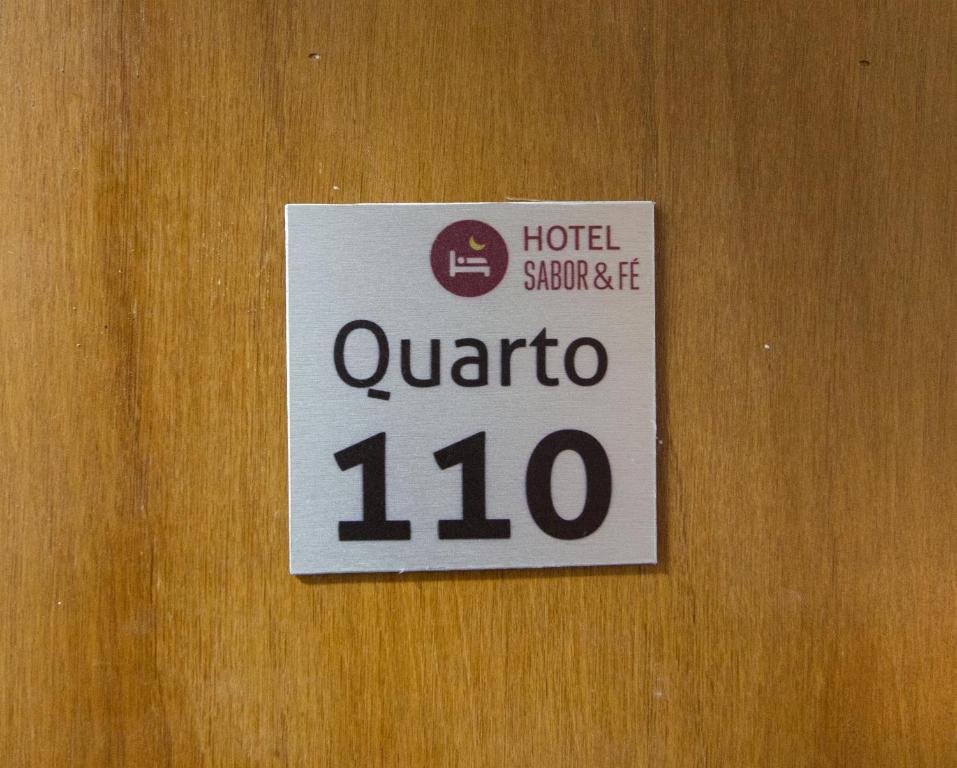 HOTEL
SABOR & FÉ
Quarto
110